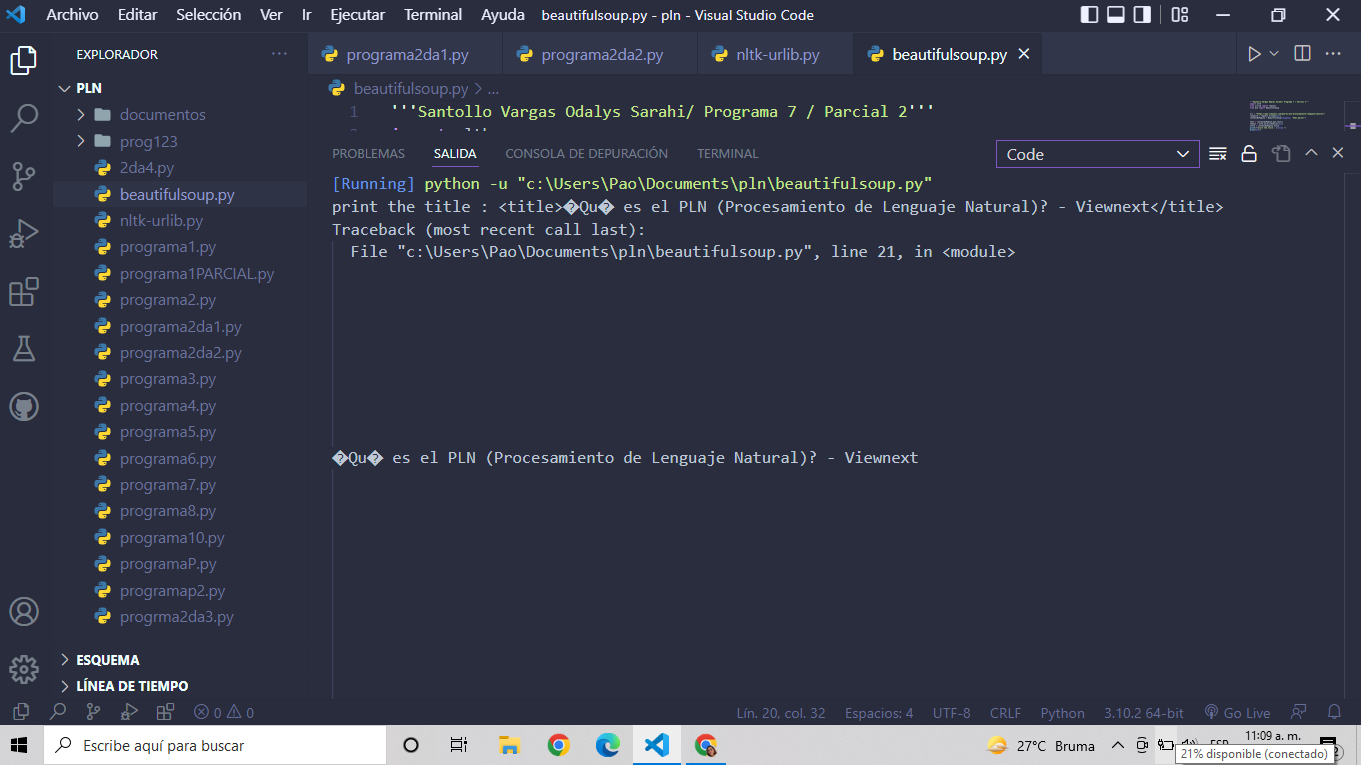 Archivo Editar Selección Ver Ir Ejecutar Terminal Ayuda beautifulsoup.py - pln - Visual Studio Code
EXPLORADOR
PLN
documentos
prog123
2da4.py
beautifulsoup.py
nltk-urlib.py
programa1.py
programa1PARCIAL.py
programa2.py
programa2da1.py
programa2da2.py
programa3.py
programa4.py
programa5.py
programa6.py
programa7.py
programa8.py
programa10.py
programaP.py
programap2.py
progrma2da3.py
ESQUEMA
LÍNEA DE TIEMPO
programa2da1.py programa2da2.py nltk-urlib.py beautifulsoup.py
beautifulsoup.py > ...
1 '''Santollo Vargas Odalys Sarahi/ Programa 7 / Parcial 2'''
PROBLEMAS SALIDA CONSOLA DE DEPURACIÓN TERMINAL Code
[Running] python -u "c:\Users\Pao\Documents\pln\beautifulsoup.py"
print the title : <title>�Qu� es el PLN (Procesamiento de Lenguaje Natural)? - Viewnext</title>
Traceback (most recent call last):
File "c:\Users\Pao\Documents\pln\beautifulsoup.py", line 21, in <module>
�Qu� es el PLN (Procesamiento de Lenguaje Natural)? - Viewnext
0 0 Lín. 20, col. 32 Espacios: 4 UTF-8 CRLF Python 3.10.2 64-bit Go Live
Escribe aquí para buscar
27°C Bruma
11:09 a. m.
21% disponible (conectado)